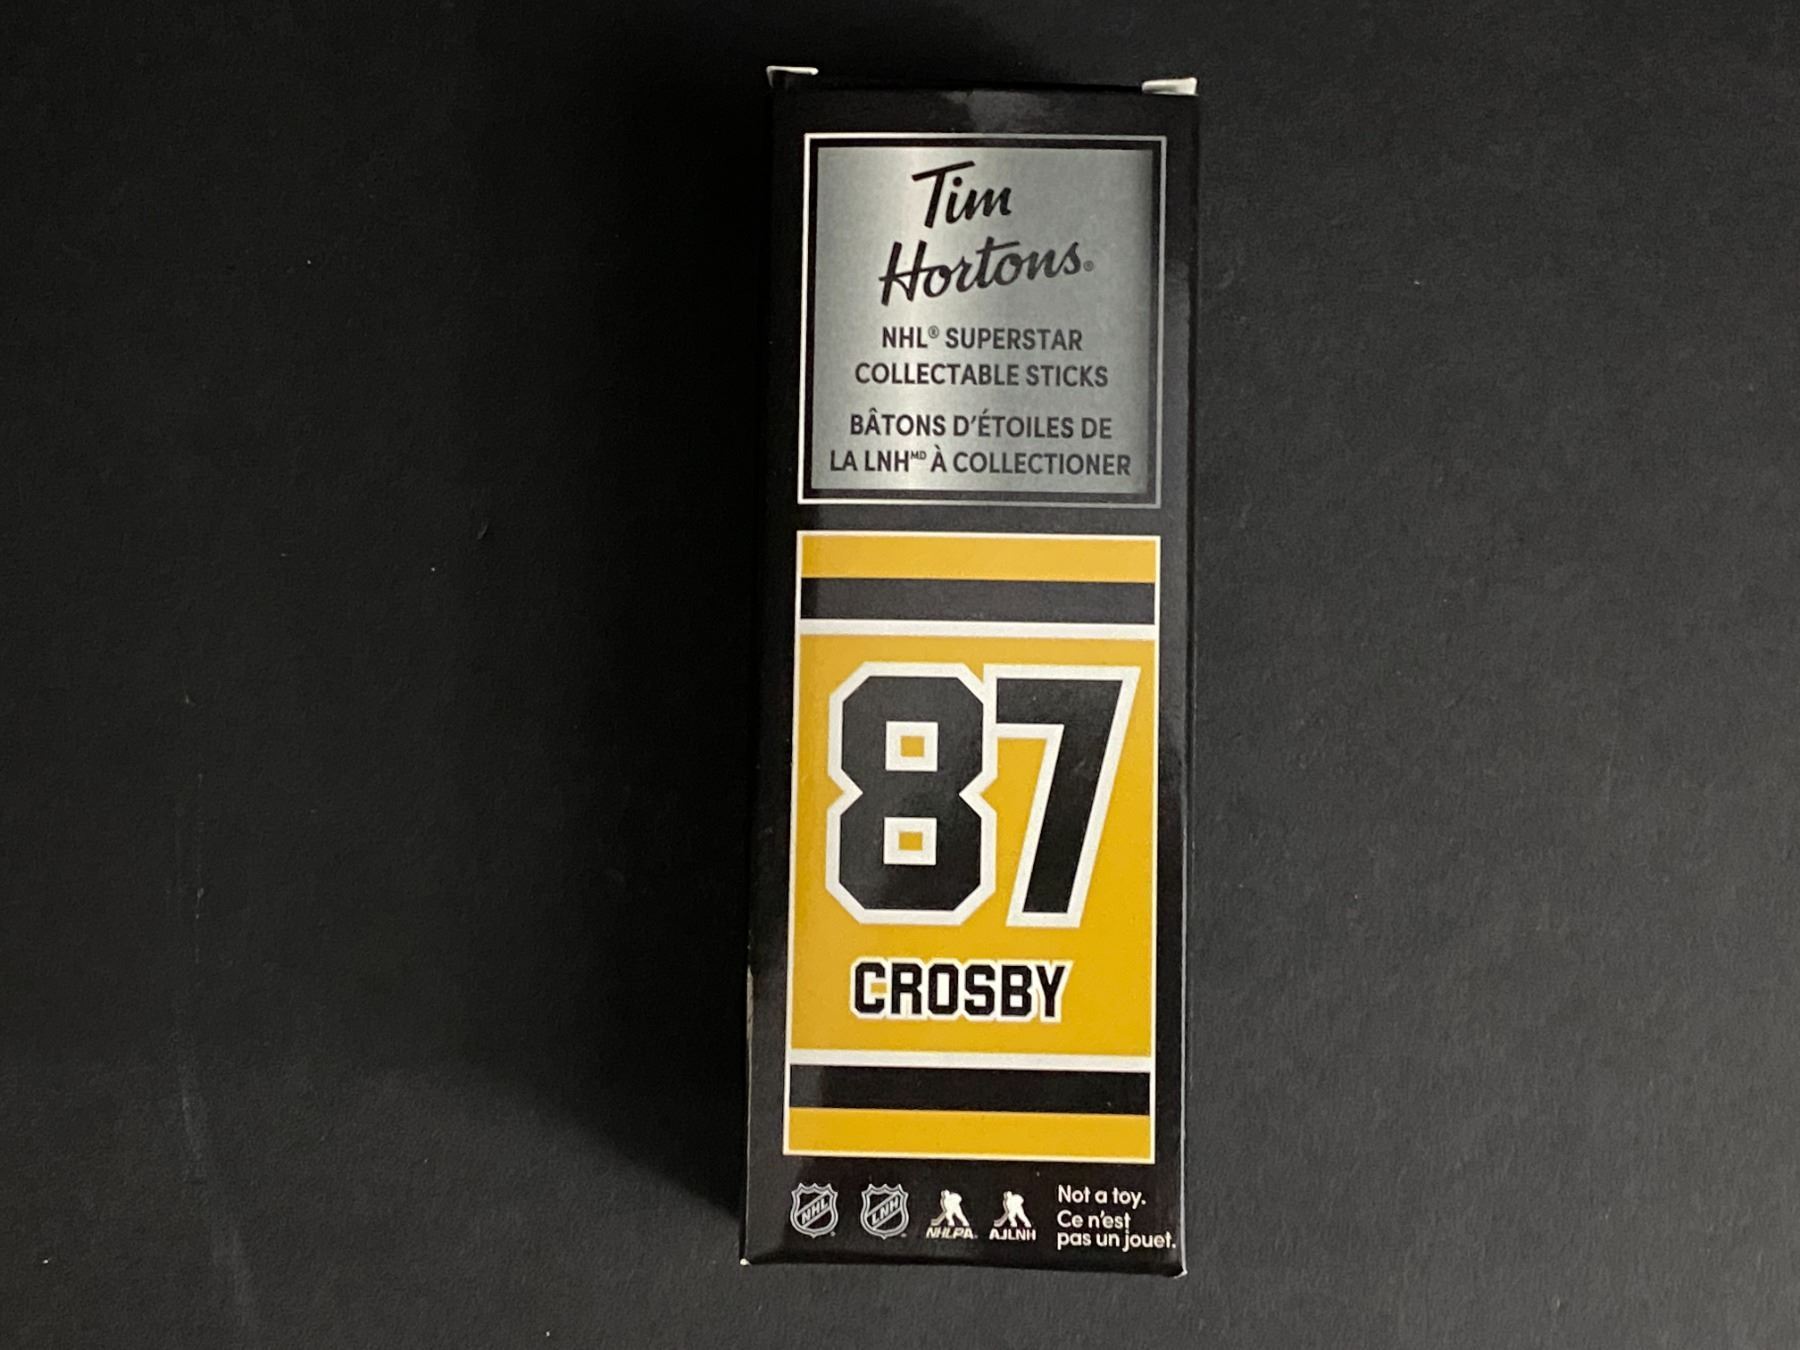 Tim
Hortons®
NHL® SUPERSTAR
COLLECTABLE STICKS
BÂTONS D'ÉTOILES DE
LA LNHᴹᴰ À COLLECTIONER
87
CROSBY
NHL
LNH
NHLPA
AJLNH
Not a toy.
Ce n'est
pas un jouet.